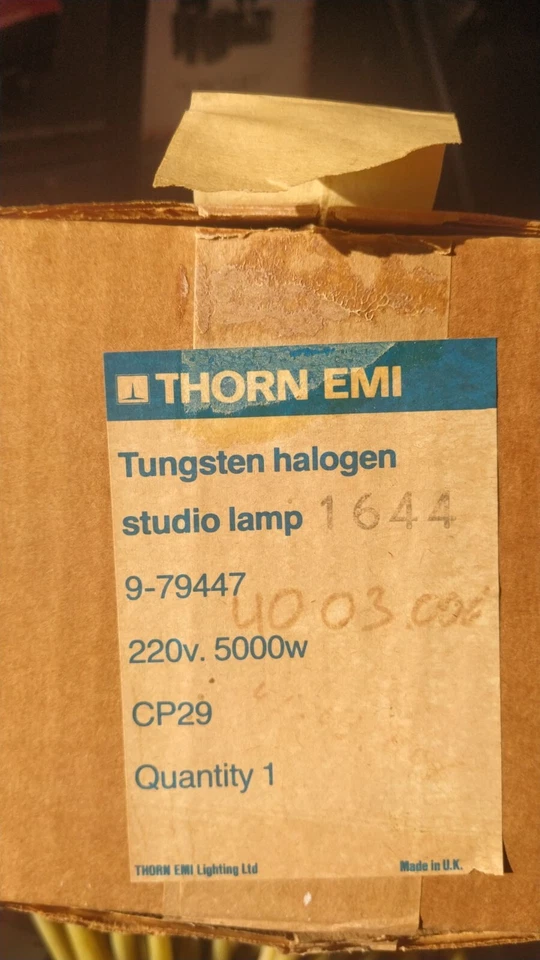 THORN EMI
Tungsten halogen
studio lamp 1644
9-79447
220v. 5000w
CP29
Quantity 1
THORN EMI Lighting Ltd Made in U.K.